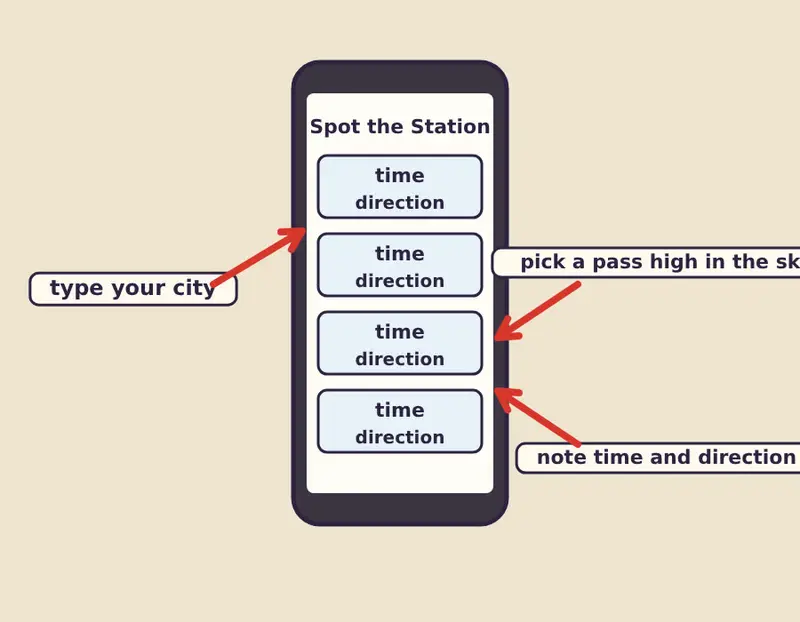 Spot the Station
time
direction
time
direction
time
direction
time
direction
type your city
pick a pass high in the sk
note time and direction